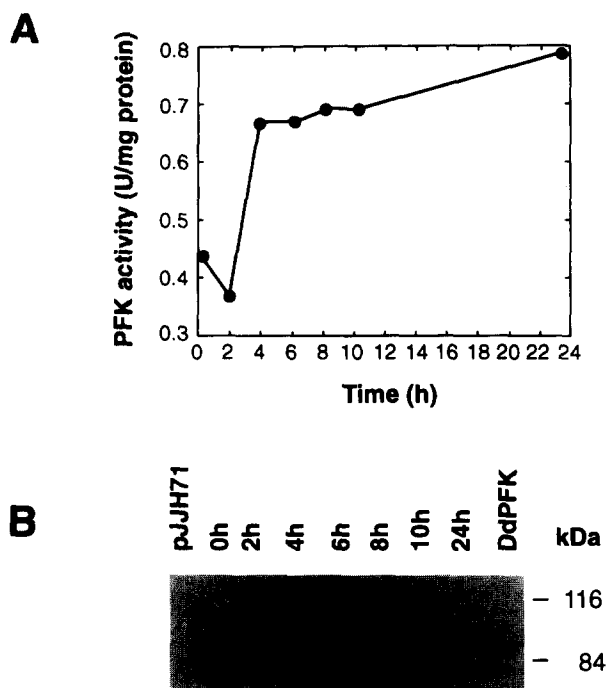 A
PFK activity (U/mg protein)
0.8
0.7
0.6
0.5
0.4
0.3
0 2 4 6 8 10 12 14 16 18 20 22 24
Time (h)
B
pJJH71 0h 2h 4h 6h 8h 10h 24h DdPFK kDa
– 116
– 84